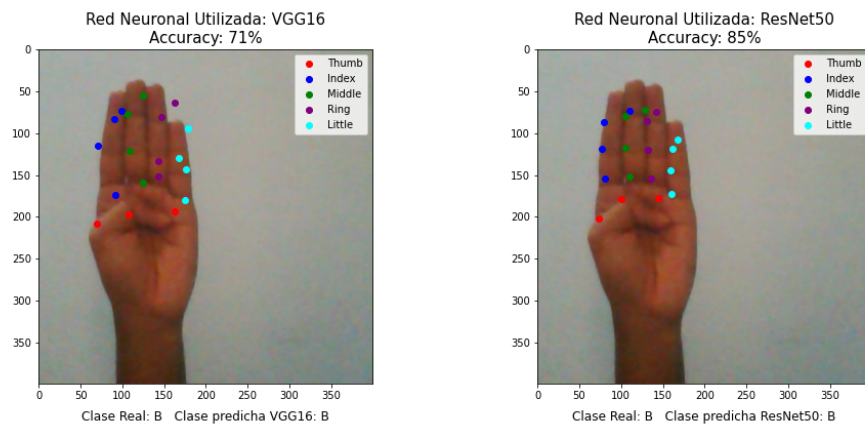 Red Neuronal Utilizada: VGG16
Accuracy: 71%
0
50
100
150
200
250
300
350
0 50 100 150 200 250 300 350
Thumb
Index
Middle
Ring
Little
Clase Real: B Clase predicha VGG16: B
Red Neuronal Utilizada: ResNet50
Accuracy: 85%
0
50
100
150
200
250
300
350
0 50 100 150 200 250 300 350
Thumb
Index
Middle
Ring
Little
Clase Real: B Clase predicha ResNet50: B